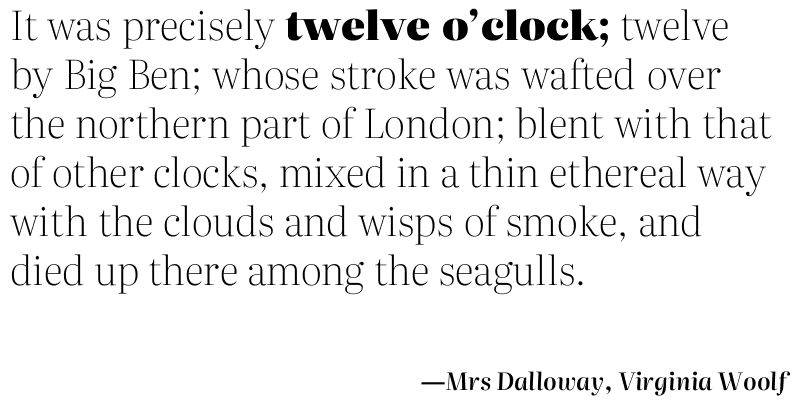 It was precisely twelve o’clock; twelve
by Big Ben; whose stroke was wafted over
the northern part of London; blent with that
of other clocks, mixed in a thin ethereal way
with the clouds and wisps of smoke, and
died up there among the seagulls.
—Mrs Dalloway, Virginia Woolf